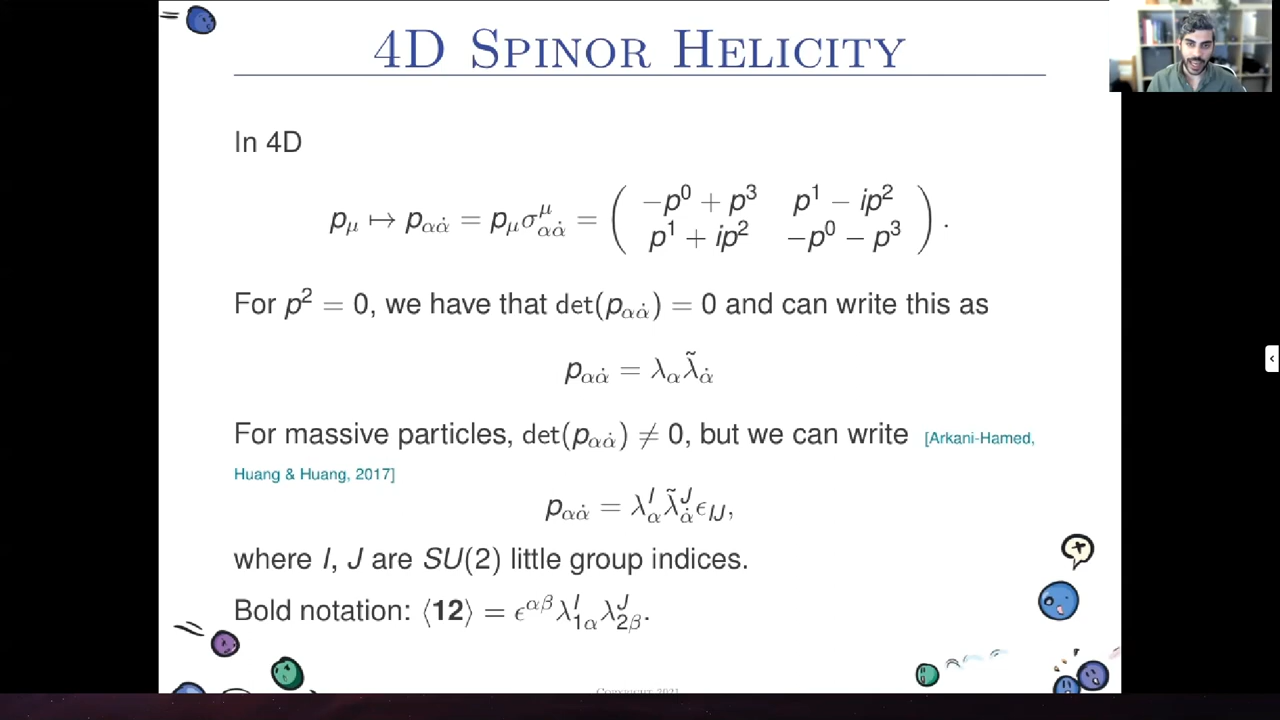 4D SPINOR HELICITY
In 4D
p_μ ↦ p_{αα̇} = p_μ σ^μ_{αα̇} = ( −p^0 + p^3   p^1 − ip^2
p^1 + ip^2   −p^0 − p^3 ) .
For p^2 = 0, we have that det(p_{αα̇}) = 0 and can write this as
p_{αα̇} = λ_α λ̃_α̇
For massive particles, det(p_{αα̇}) ≠ 0, but we can write [Arkani-Hamed,
Huang & Huang, 2017]
p_{αα̇} = λ^I_α λ̃^J_α̇ ϵ_{IJ},
where I, J are SU(2) little group indices.
Bold notation: ⟨12⟩ = ϵ^{αβ} λ^I_{1α} λ^J_{2β}.